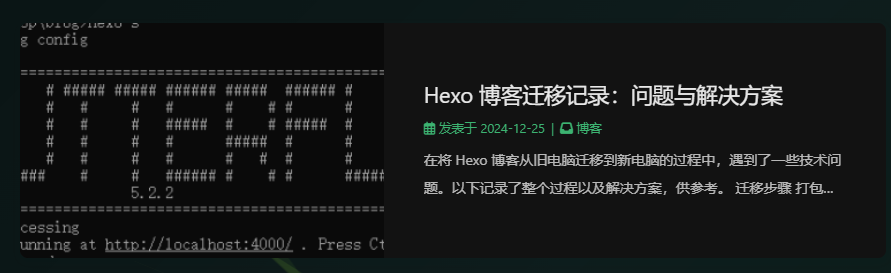 g config
5.2.2
cessing
unning at http://localhost:4000/ . Press Ct
Hexo 博客迁移记录：问题与解决方案
发表于 2024-12-25 | 博客
在将 Hexo 博客从旧电脑迁移到新电脑的过程中，遇到了一些技术问
题。以下记录了整个过程以及解决方案，供参考。 迁移步骤 打包...